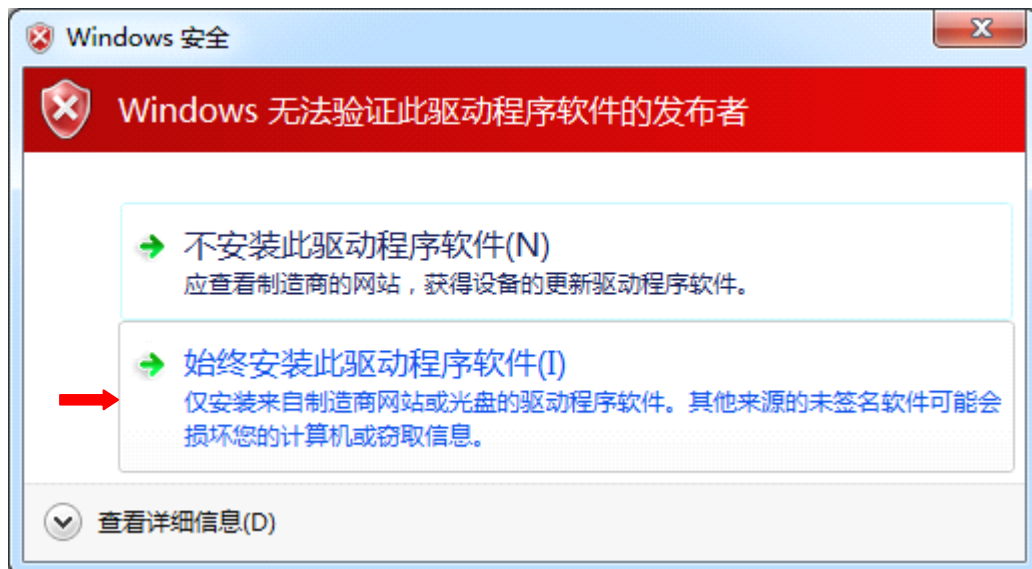 Windows 安全
Windows 无法验证此驱动程序软件的发布者
不安装此驱动程序软件(N)
应查看制造商的网站，获得设备的更新驱动程序软件。
始终安装此驱动程序软件(I)
仅安装来自制造商网站或光盘的驱动程序软件。其他来源的未签名软件可能会
损坏您的计算机或窃取信息。
查看详细信息(D)